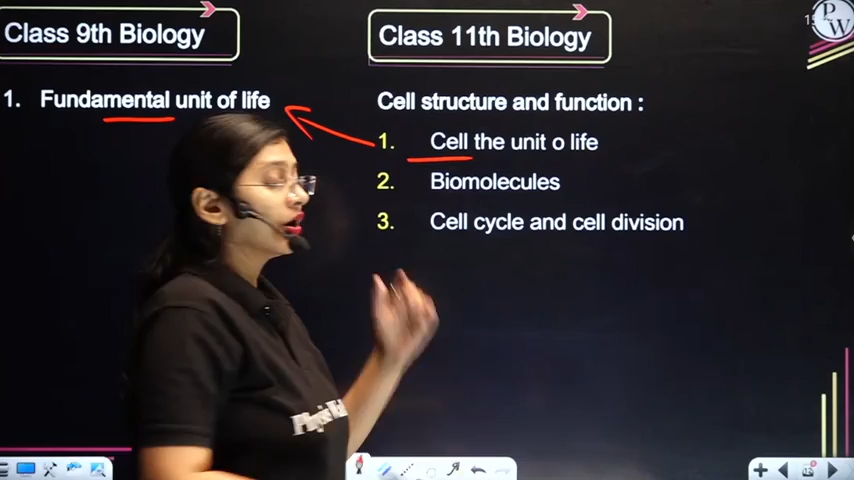 Class 9th Biology
Class 11th Biology
P
W
1. Fundamental unit of life
Cell structure and function :
1. Cell the unit o life
2. Biomolecules
3. Cell cycle and cell division